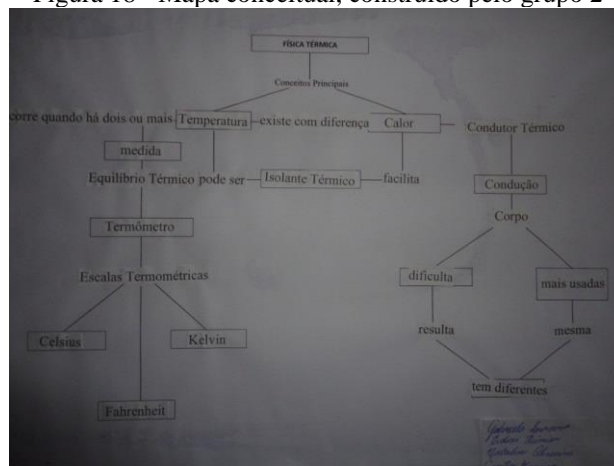 Figura 18 - Mapa conceitual, construído pelo grupo 2
FÍSICA TÉRMICA
Conceitos Principais
corre quando há dois ou mais Temperatura existe com diferença Calor Condutor Térmico
medida
Equilíbrio Térmico pode ser Isolante Térmico facilita
Condução
Corpo
Termômetro
Escalas Termométricas
dificulta mais usadas
Celsius Kelvin resulta mesma
tem diferentes
Fahrenheit